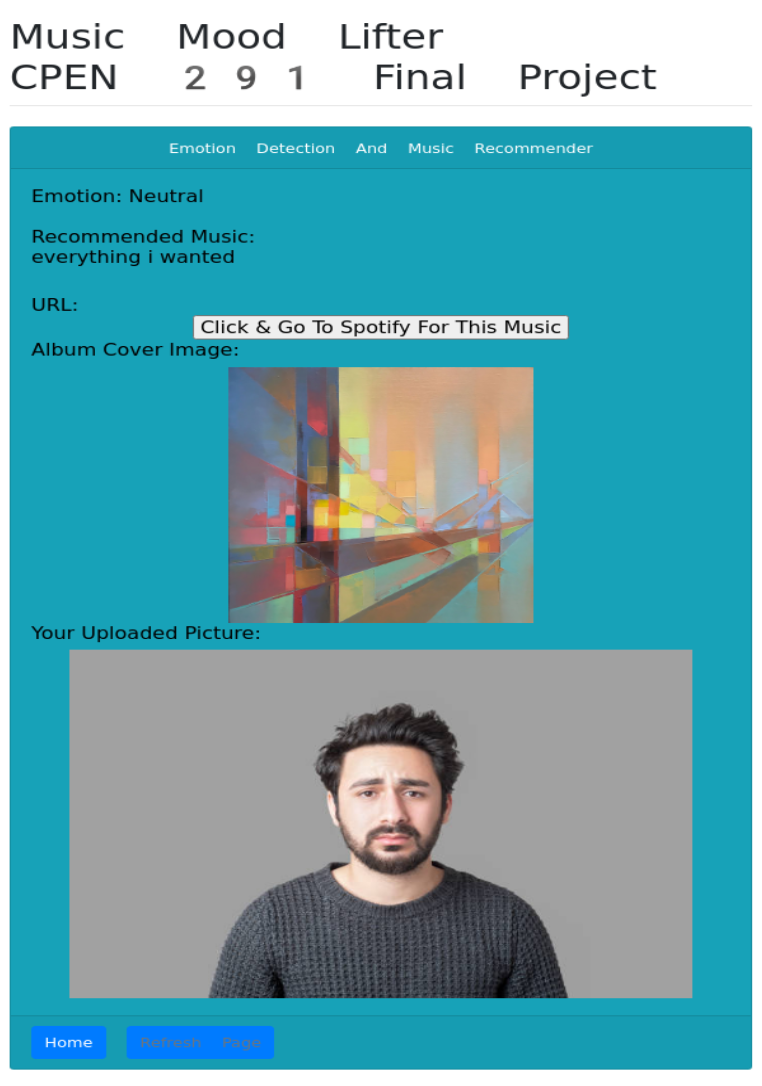 Music Mood Lifter
CPEN 291 Final Project
Emotion Detection And Music Recommender
Emotion: Neutral
Recommended Music:
everything i wanted
URL:
Click & Go To Spotify For This Music
Album Cover Image:
Your Uploaded Picture:
Home Refresh Page